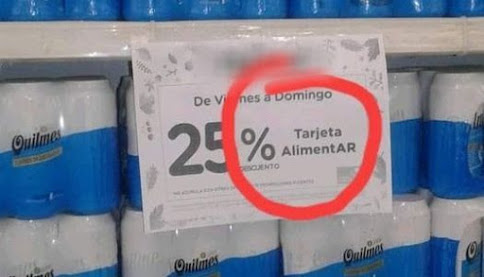 De Viernes a Domingo
25%
DESCUENTO
Tarjeta
AlimentAR
Quilmes
Quilmes
Quilmes
Quilmes